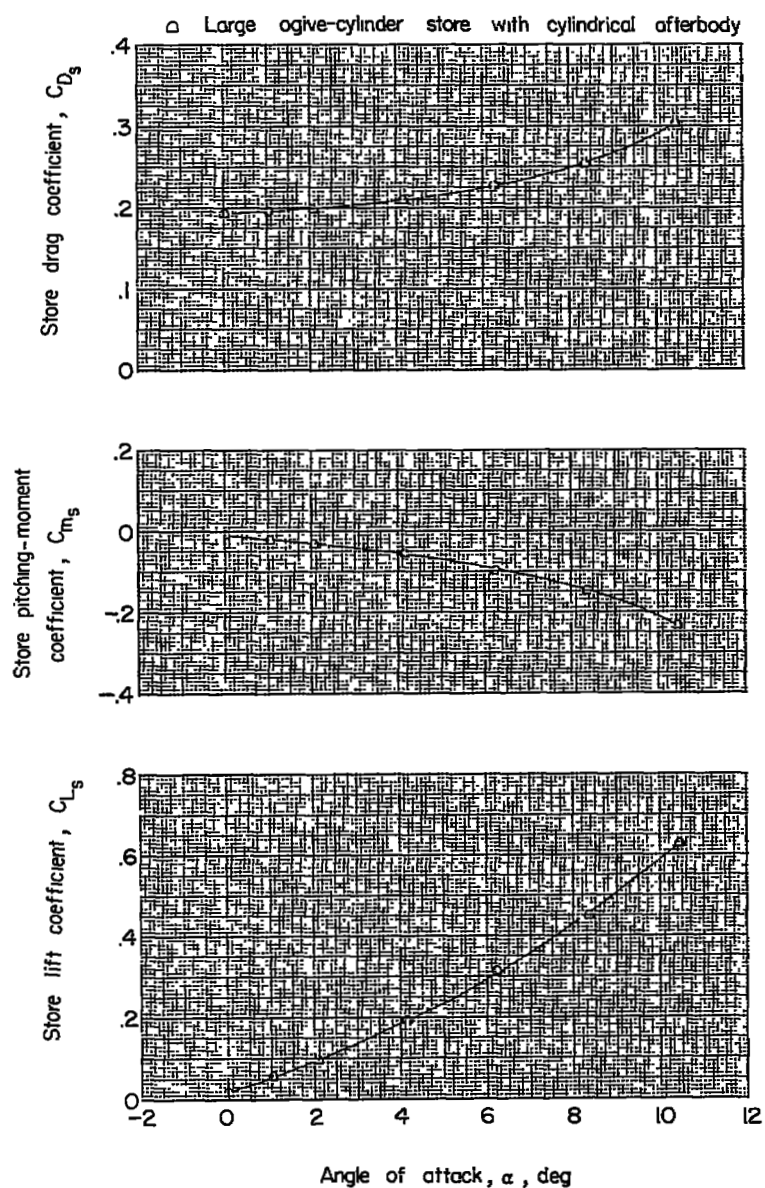 Large ogive-cylinder store with cylindrical afterbody
.4
.3
.2
.1
0
Store drag coefficient, C_Ds
.2
0
-.2
-.4
Store pitching-moment
coefficient, C_ms
.8
.6
.4
.2
0
Store lift coefficient, C_Ls
-2 0 2 4 6 8 10 12
Angle of attack, α, deg